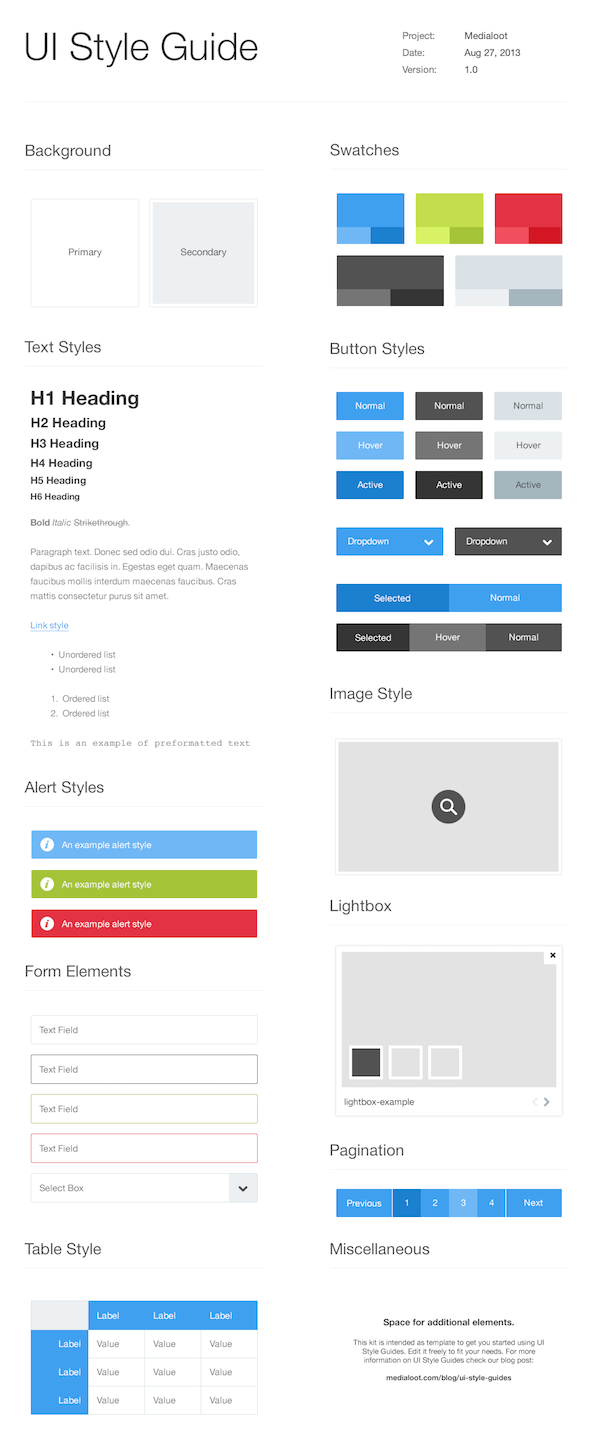 UI Style Guide
Project: Medialoot
Date: Aug 27, 2013
Version: 1.0
Background
Primary
Secondary
Text Styles
H1 Heading
H2 Heading
H3 Heading
H4 Heading
H5 Heading
H6 Heading
Bold Italic Strikethrough.
Paragraph text. Donec sed odio dui. Cras justo odio,
dapibus ac facilisis in. Egestas eget quam. Maecenas
faucibus mollis interdum maecenas faucibus. Cras
mattis consectetur purus sit amet.
Link style
• Unordered list
• Unordered list
1. Ordered list
2. Ordered list
This is an example of preformatted text
Alert Styles
i An example alert style
i An example alert style
i An example alert style
Form Elements
Text Field
Text Field
Text Field
Text Field
Select Box
Table Style
Label Label Label
Label Value Value Value
Label Value Value Value
Label Value Value Value
Swatches
Button Styles
Normal Normal Normal
Hover Hover Hover
Active Active Active
Dropdown Dropdown
Selected Normal
Selected Hover Normal
Image Style
Lightbox
lightbox-example
Pagination
Previous 1 2 3 4 Next
Miscellaneous
Space for additional elements.
This kit is intended as template to get you started using UI
Style Guides. Edit it freely to fit your needs. For more
information on UI Style Guides check our blog post:
medialoot.com/blog/ui-style-guides